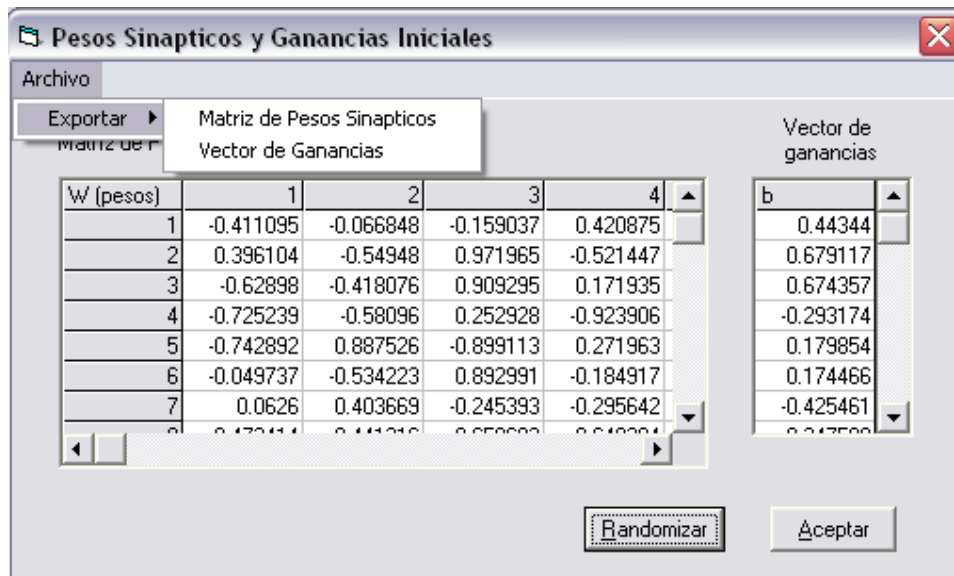 Pesos Sinapticos y Ganancias Iniciales
Archivo
Exportar
Matriz de Pesos Sinapticos
Vector de Ganancias
Vector de
ganancias
W (pesos) 1 2 3 4
1 -0.411095 -0.066848 -0.159037 0.420875
2 0.396104 -0.54948 0.971965 -0.521447
3 -0.62898 -0.418076 0.909295 0.171935
4 -0.725239 -0.58096 0.252928 -0.923906
5 -0.742892 0.887526 -0.899113 0.271963
6 -0.049737 -0.534223 0.892991 -0.184917
7 0.0626 0.403669 -0.245393 -0.295642
b
0.44344
0.679117
0.674357
-0.293174
0.179854
0.174466
-0.425461
Randomizar
Aceptar